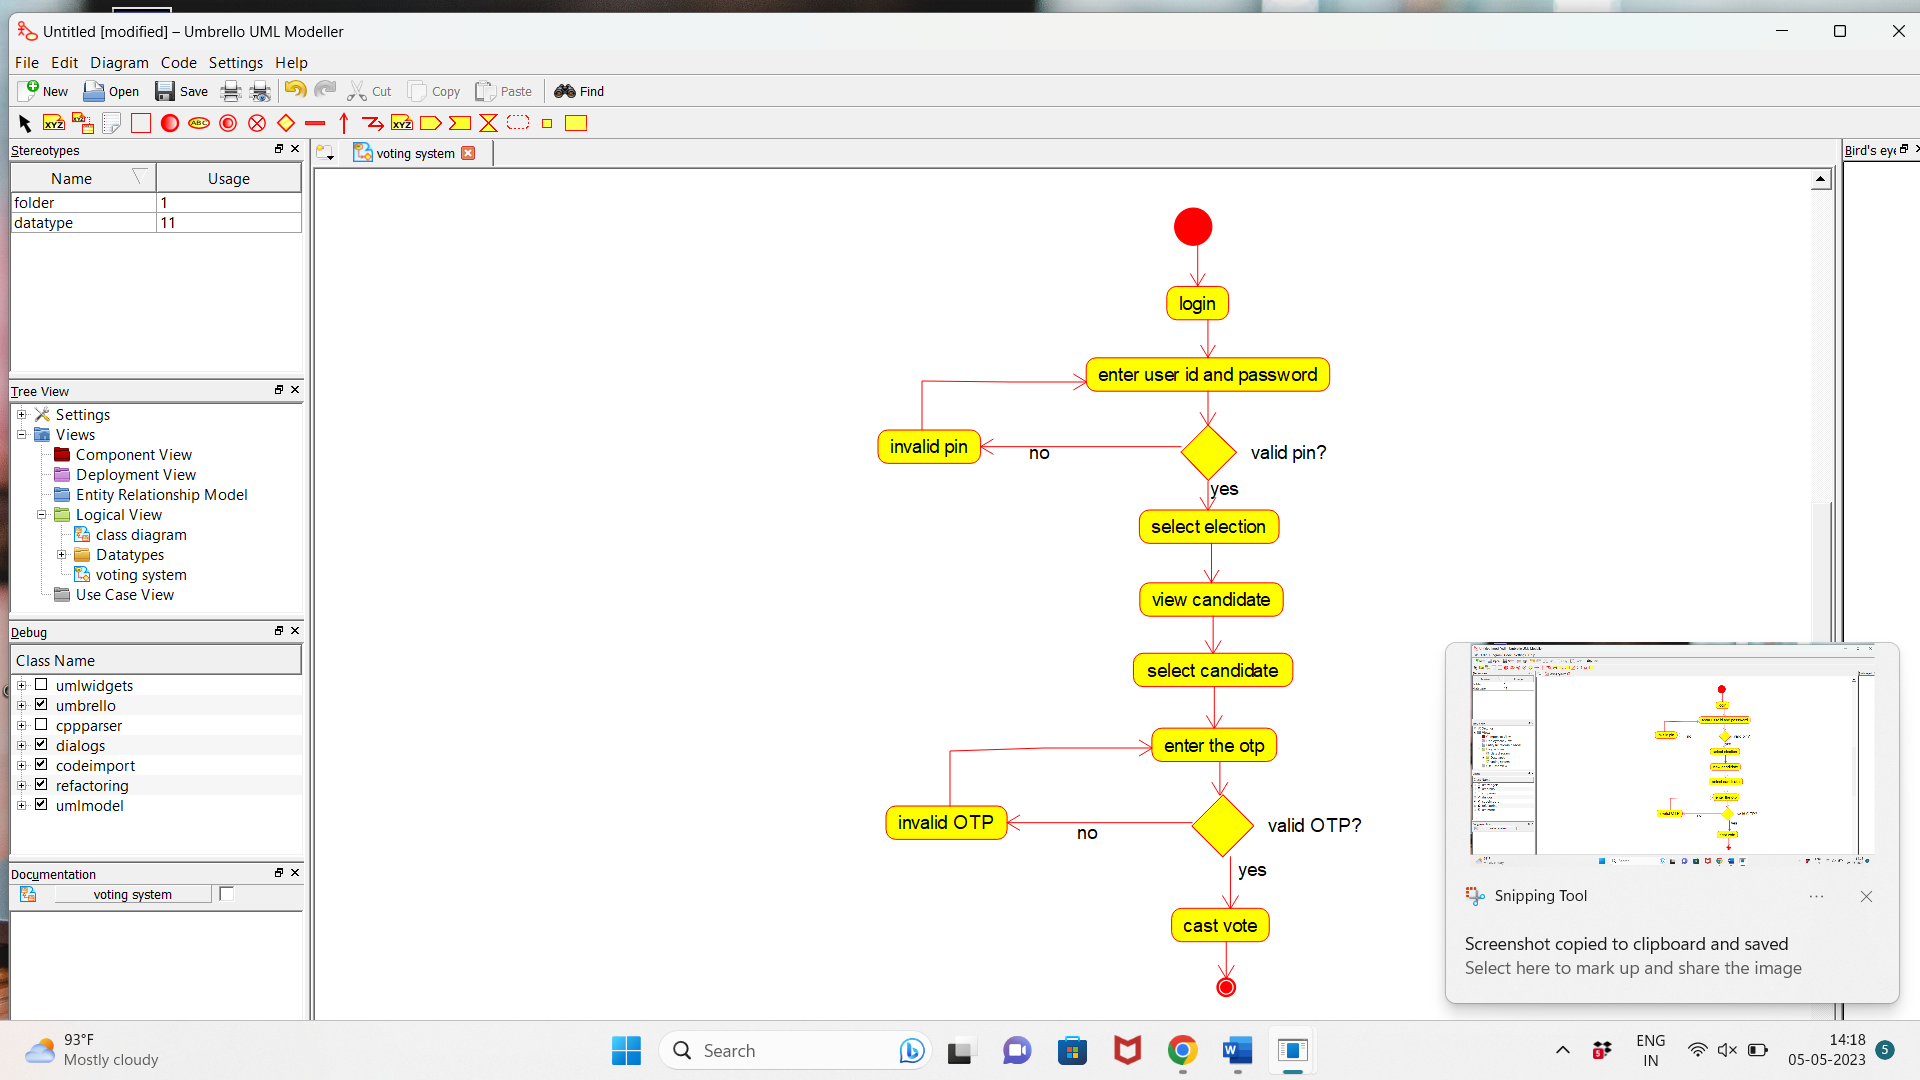 Untitled [modified] – Umbrello UML Modeller
File Edit Diagram Code Settings Help
New Open Save Cut Copy Paste Find
XYZ ABC XYZ
Stereotypes
Name Usage
folder 1
datatype 11
Tree View
Settings
Views
Component View
Deployment View
Entity Relationship Model
Logical View
class diagram
Datatypes
voting system
Use Case View
Debug
Class Name
umlwidgets
umbrello
cppparser
dialogs
codeimport
refactoring
umlmodel
Documentation
voting system
voting system
Bird's eye
login
enter user id and password
invalid pin
no
valid pin?
yes
select election
view candidate
select candidate
enter the otp
invalid OTP
no
valid OTP?
yes
cast vote
Snipping Tool
Screenshot copied to clipboard and saved
Select here to mark up and share the image
93°F
Mostly cloudy
Search
ENG
IN
14:18
05-05-2023
5